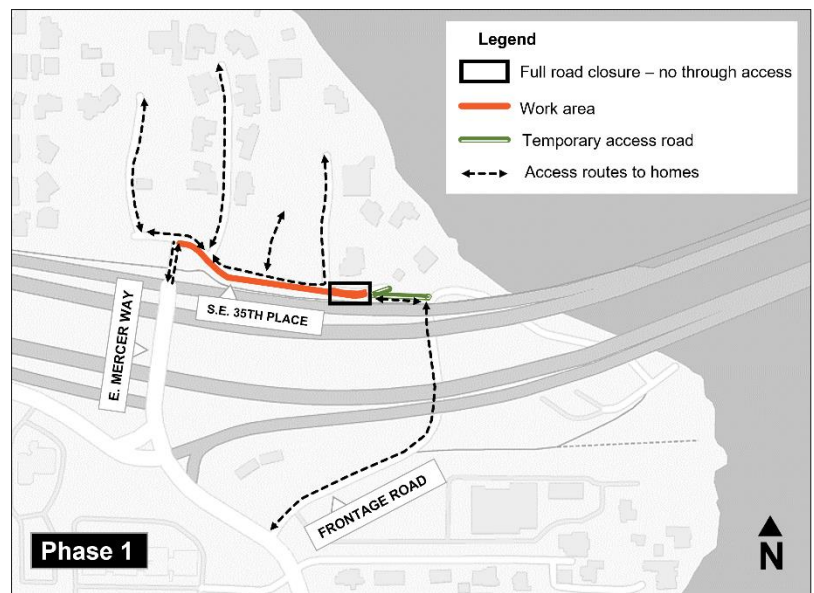 Legend
Full road closure – no through access
Work area
Temporary access road
Access routes to homes
S.E. 35TH PLACE
E. MERCER WAY
FRONTAGE ROAD
Phase 1
N